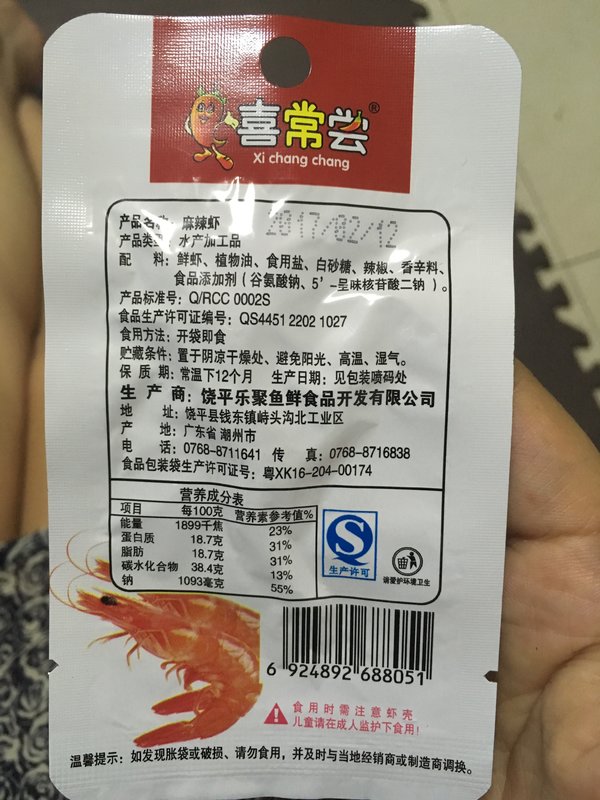 喜常尝®
Xi chang chang
产品名称：麻辣虾
2017/02/12
产品类型：水产加工品
配 料：鲜虾、植物油、食用盐、白砂糖、辣椒、香辛料、
食品添加剂（谷氨酸钠、5’-呈味核苷酸二钠）。
产品标准号：Q/RCC 0002S
食品生产许可证编号：QS4451 2202 1027
食用方法：开袋即食
贮藏条件：置于阴凉干燥处、避免阳光、高温、湿气。
保 质 期：常温下12个月 生产日期：见包装喷码处
生 产 商：饶平乐聚鱼鲜食品开发有限公司
地 址：饶平县钱东镇峙头沟北工业区
产 地：广东省 潮州市
电 话：0768-8711641 传 真：0768-8716838
食品包装袋生产许可证号：粤XK16-204-00174
营养成分表
项目 每100克 营养素参考值%
能量 1899千焦 23%
蛋白质 18.7克 31%
脂肪 18.7克 31%
碳水化合物 38.4克 13%
钠 1093毫克 55%
生产许可
请爱护环境卫生
6 924892 688051
食用时需注意虾壳
儿童请在成人监护下食用!
温馨提示：如发现胀袋或破损、请勿食用，并及时与当地经销商或制造商调换。